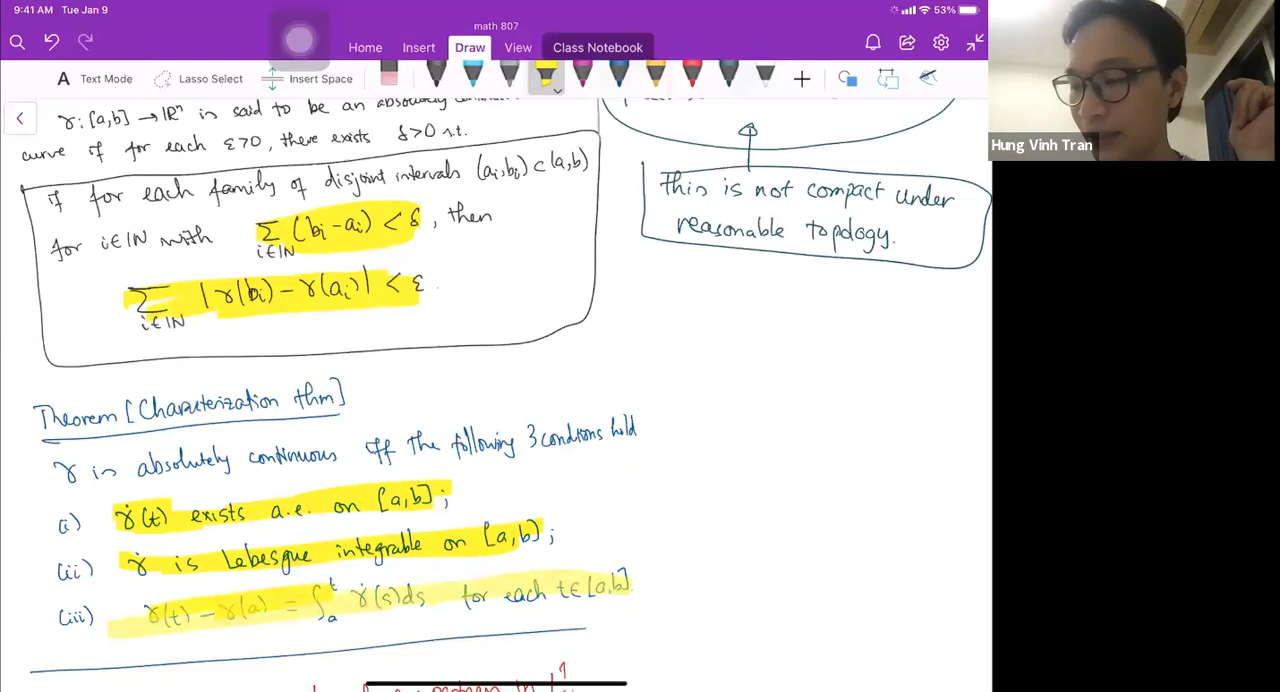 9:41 AM Tue Jan 9
53%
math 807
Home Insert Draw View Class Notebook
Text Mode Lasso Select Insert Space
Hung Vinh Tran
γ: [a,b] → ℝⁿ is said to be an absolutely
curve if for each ε>0, there exists δ>0 s.t.
if for each family of disjoint intervals (aᵢ,bᵢ) ⊂ (a,b)
for i∈ℕ with ∑_{i∈ℕ} (bᵢ-aᵢ) < δ, then
∑_{i∈ℕ} |γ(bᵢ) - γ(aᵢ)| < ε
this is not compact under
reasonable topology.
Theorem [Characterization thm]
γ is absolutely continuous iff the following 3 conditions hold
(i) γ̇(t) exists a.e. on [a,b];
(ii) γ̇ is Lebesgue integrable on [a,b];
(iii) γ(t) - γ(a) = ∫ₐᵗ γ̇(s)ds for each t∈[a,b]